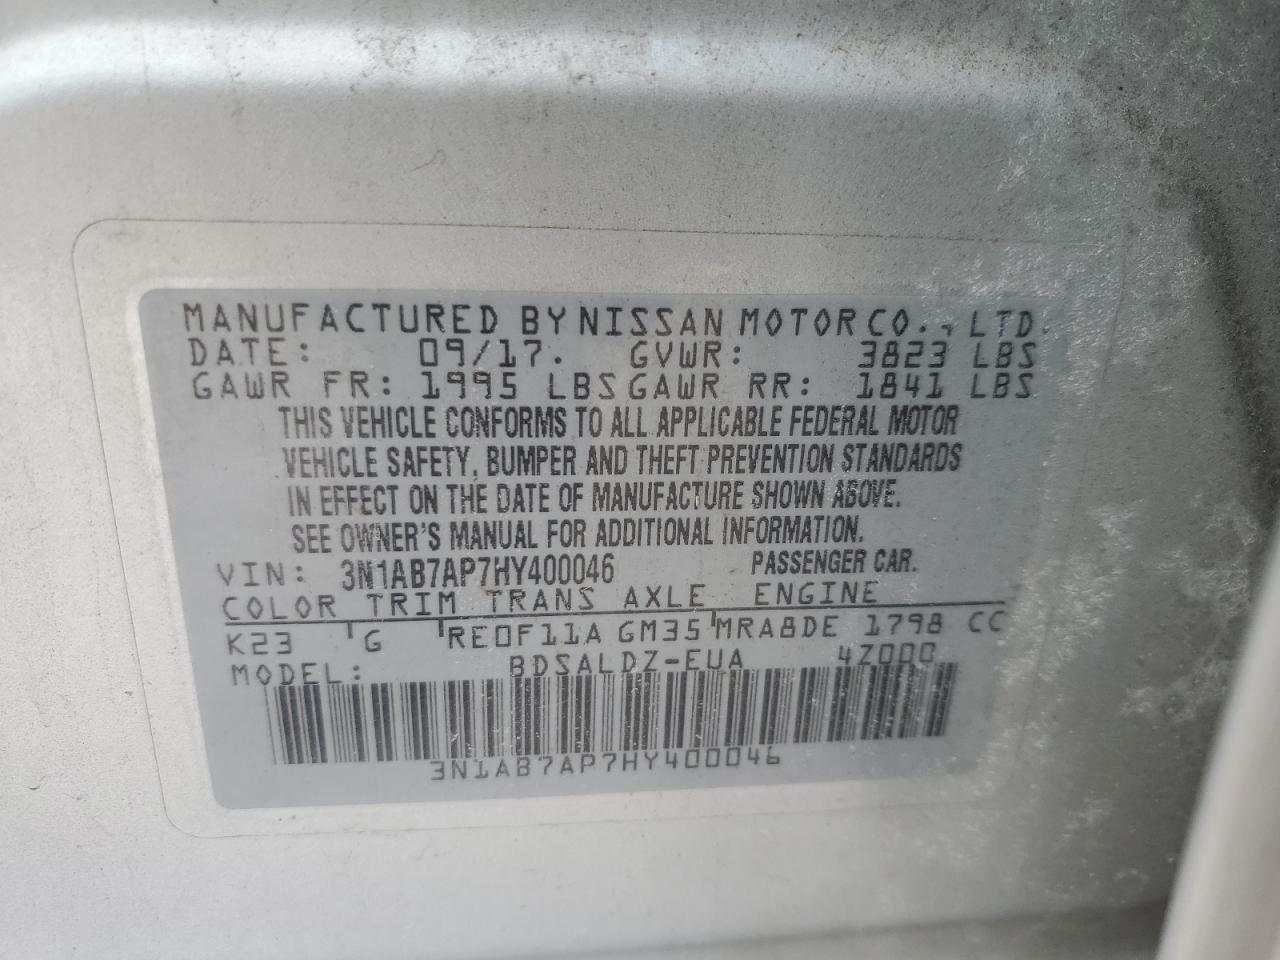 MANUFACTURED BY NISSAN MOTOR CO., LTD.
DATE: 09/17. GVWR: 3823 LBS
GAWR FR: 1995 LBS GAWR RR: 1841 LBS
THIS VEHICLE CONFORMS TO ALL APPLICABLE FEDERAL MOTOR
VEHICLE SAFETY, BUMPER AND THEFT PREVENTION STANDARDS
IN EFFECT ON THE DATE OF MANUFACTURE SHOWN ABOVE.
SEE OWNER'S MANUAL FOR ADDITIONAL INFORMATION.
VIN: 3N1AB7AP7HY400046 PASSENGER CAR.
COLOR TRIM TRANS AXLE ENGINE
K23 G RE0F11A GM35 MRA8DE 1798 CC
MODEL: BDSALDZ-EUA 4Z000
3N1AB7AP7HY400046